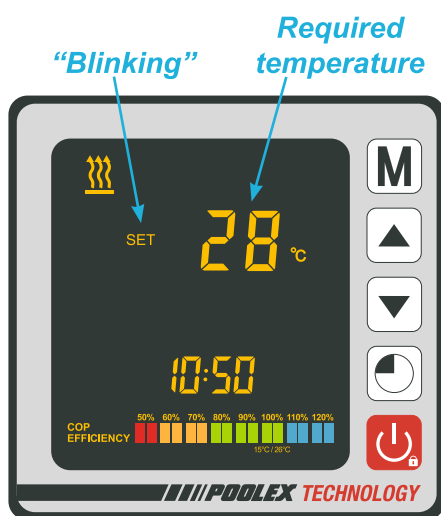 “Blinking”
Required
temperature
M
SET
28 °C
10:50
50% 60% 70% 80% 90% 100% 110% 120%
COP
EFFICIENCY
15°C / 26°C
POOLEX TECHNOLOGY